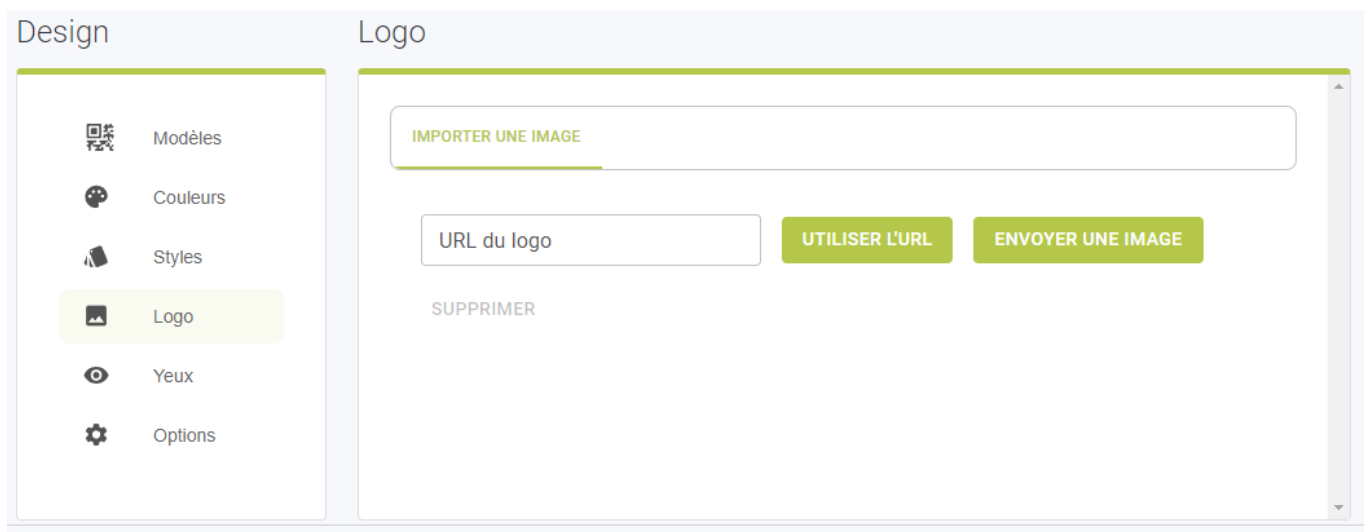 Design
Logo
Modèles
Couleurs
Styles
Logo
Yeux
Options
IMPORTER UNE IMAGE
URL du logo
UTILISER L'URL
ENVOYER UNE IMAGE
SUPPRIMER